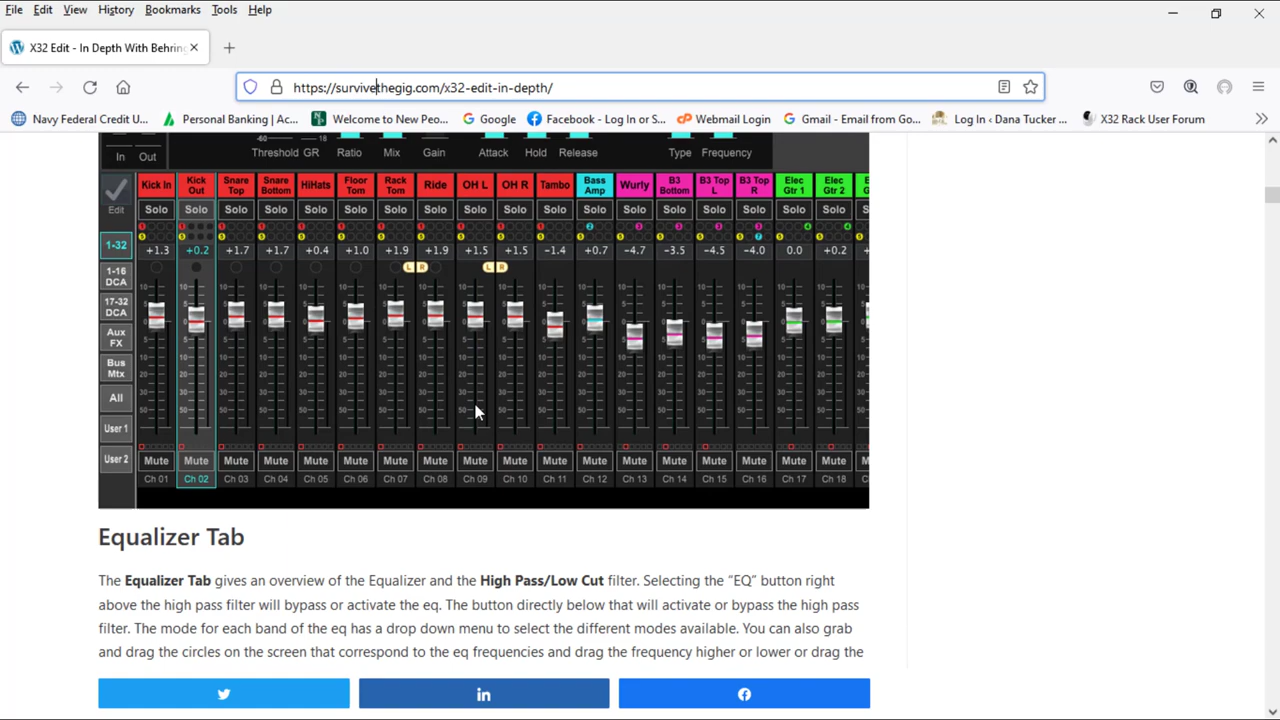 File Edit View History Bookmarks Tools Help
X32 Edit - In Depth With Behring
https://survivethegig.com/x32-edit-in-depth/
Navy Federal Credit U... Personal Banking | Ac... Welcome to New Peo... Google Facebook - Log In or S... Webmail Login Gmail - Email from Go... Log In ‹ Dana Tucker ... X32 Rack User Forum
-60 18
In Out Threshold GR Ratio Mix Gain Attack Hold Release Type Frequency
Edit Kick In Kick Out Snare Top Snare Bottom HiHats Floor Tom Rack Tom Ride OH L OH R Tambo Bass Amp Wurly B3 Bottom B3 Top L B3 Top R Elec Gtr 1 Elec Gtr 2
Solo Solo Solo Solo Solo Solo Solo Solo Solo Solo Solo Solo Solo Solo Solo Solo Solo Solo
1-32 +1.3 +0.2 +1.7 +1.7 +0.4 +1.0 +1.9 +1.9 +1.5 +1.5 -1.4 +0.7 -4.7 -3.5 -4.5 -4.0 0.0 +0.2
L R L R
1-16 DCA
17-32 DCA
Aux FX
Bus Mtx
All
User 1
User 2
Mute Mute Mute Mute Mute Mute Mute Mute Mute Mute Mute Mute Mute Mute Mute Mute Mute Mute
Ch 01 Ch 02 Ch 03 Ch 04 Ch 05 Ch 06 Ch 07 Ch 08 Ch 09 Ch 10 Ch 11 Ch 12 Ch 13 Ch 14 Ch 15 Ch 16 Ch 17 Ch 18
Equalizer Tab
The Equalizer Tab gives an overview of the Equalizer and the High Pass/Low Cut filter. Selecting the “EQ” button right
above the high pass filter will bypass or activate the eq. The button directly below that will activate or bypass the high pass
filter. The mode for each band of the eq has a drop down menu to select the different modes available. You can also grab
and drag the circles on the screen that correspond to the eq frequencies and drag the frequency higher or lower or drag the